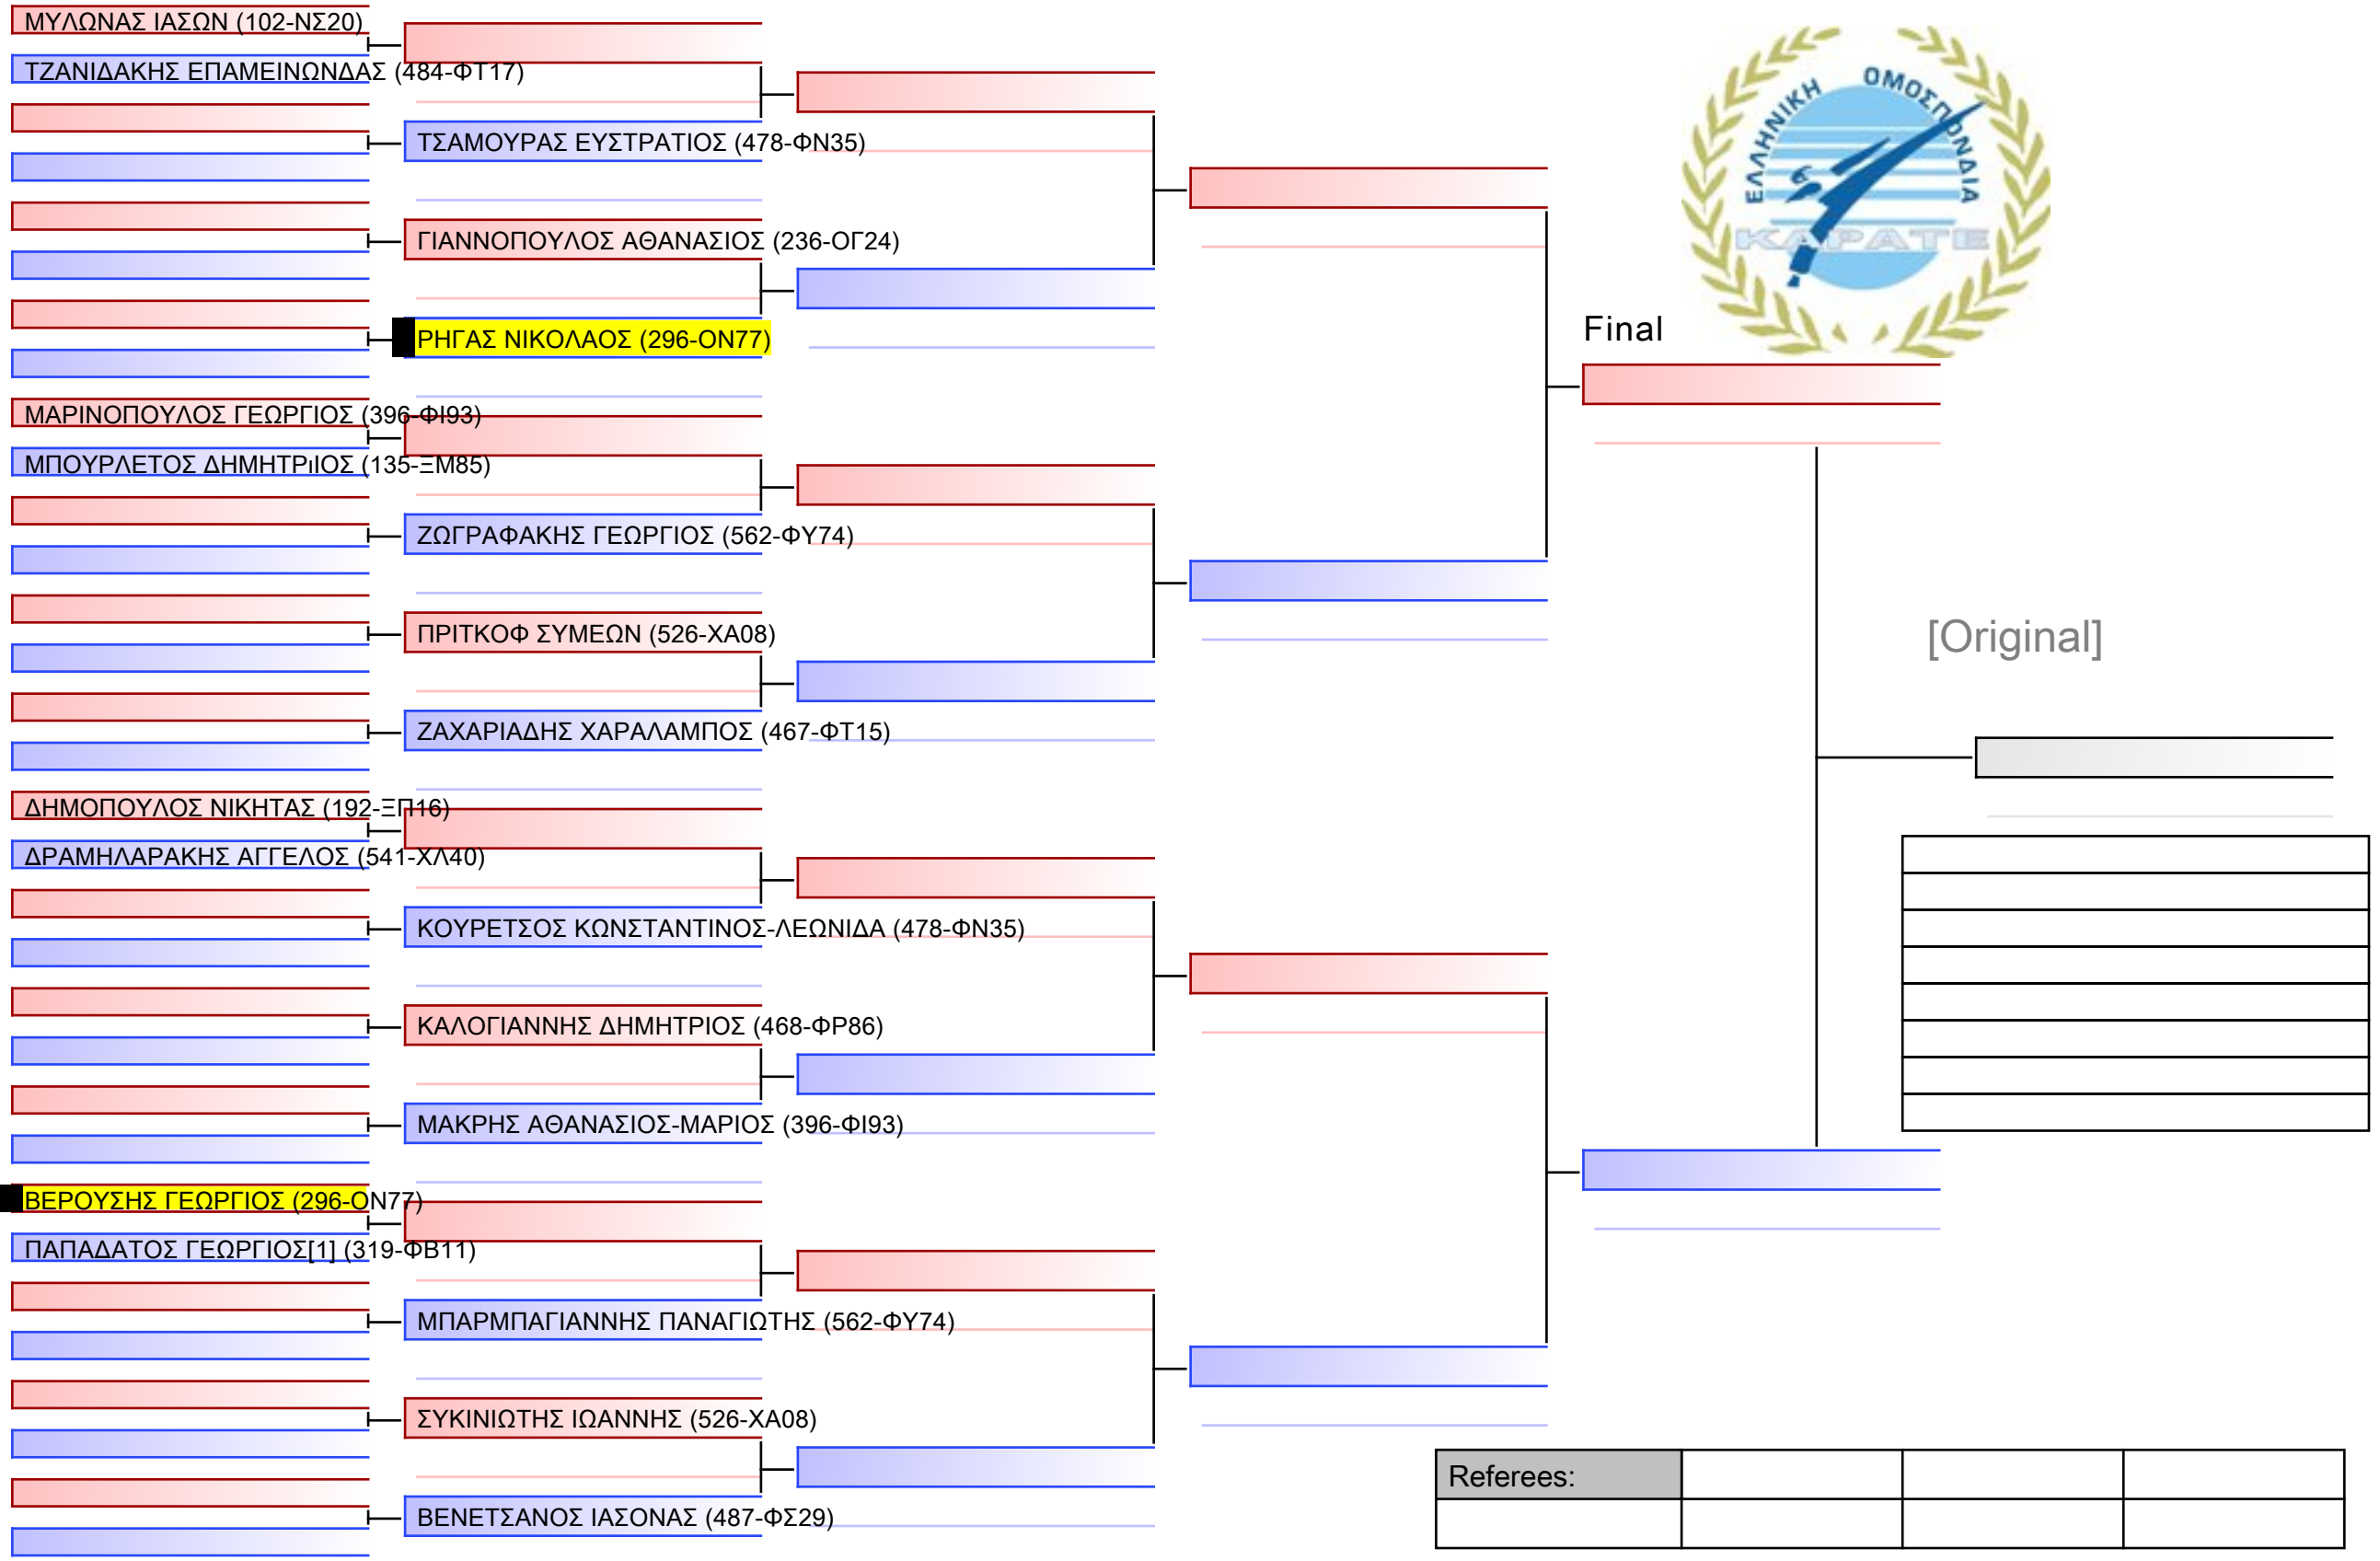 ΜΥΛΩΝΑΣ ΙΑΣΩΝ (102-ΝΣ20)
ΤΖΑΝΙΔΑΚΗΣ ΕΠΑΜΕΙΝΩΝΔΑΣ (484-ΦΤ17)
ΤΣΑΜΟΥΡΑΣ ΕΥΣΤΡΑΤΙΟΣ (478-ΦΝ35)
ΓΙΑΝΝΟΠΟΥΛΟΣ ΑΘΑΝΑΣΙΟΣ (236-ΟΓ24)
ΡΗΓΑΣ ΝΙΚΟΛΑΟΣ (296-ΟΝ77)
ΜΑΡΙΝΟΠΟΥΛΟΣ ΓΕΩΡΓΙΟΣ (396-ΦΙ93)
ΜΠΟΥΡΛΕΤΟΣ ΔΗΜΗΤΡιΙΟΣ (135-ΞΜ85)
ΖΩΓΡΑΦΑΚΗΣ ΓΕΩΡΓΙΟΣ (562-ΦΥ74)
ΠΡΙΤΚΟΦ ΣΥΜΕΩΝ (526-ΧΑ08)
ΖΑΧΑΡΙΑΔΗΣ ΧΑΡΑΛΑΜΠΟΣ (467-ΦΤ15)
ΔΗΜΟΠΟΥΛΟΣ ΝΙΚΗΤΑΣ (192-ΞΠ16)
ΔΡΑΜΗΛΑΡΑΚΗΣ ΑΓΓΕΛΟΣ (541-ΧΛ40)
ΚΟΥΡΕΤΣΟΣ ΚΩΝΣΤΑΝΤΙΝΟΣ-ΛΕΩΝΙΔΑ (478-ΦΝ35)
ΚΑΛΟΓΙΑΝΝΗΣ ΔΗΜΗΤΡΙΟΣ (468-ΦΡ86)
ΜΑΚΡΗΣ ΑΘΑΝΑΣΙΟΣ-ΜΑΡΙΟΣ (396-ΦΙ93)
ΒΕΡΟΥΣΗΣ ΓΕΩΡΓΙΟΣ (296-ΟΝ77)
ΠΑΠΑΔΑΤΟΣ ΓΕΩΡΓΙΟΣ[1] (319-ΦΒ11)
ΜΠΑΡΜΠΑΓΙΑΝΝΗΣ ΠΑΝΑΓΙΩΤΗΣ (562-ΦΥ74)
ΣΥΚΙΝΙΩΤΗΣ ΙΩΑΝΝΗΣ (526-ΧΑ08)
ΒΕΝΕΤΣΑΝΟΣ ΙΑΣΟΝΑΣ (487-ΦΣ29)
ΕΛΛΗΝΙΚΗ ΟΜΟΣΠΟΝΔΙΑ
ΚΑΡΑΤΕ
Final
[Original]
Referees: